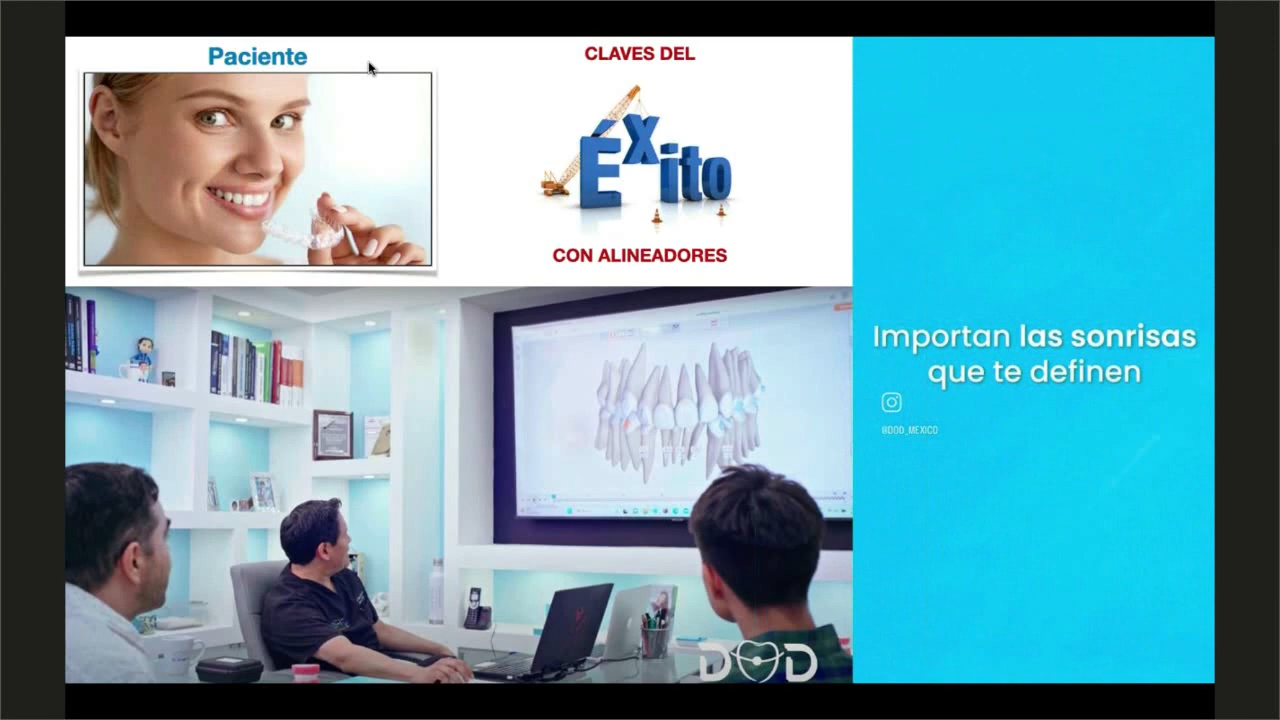 Paciente
CLAVES DEL
Éxito
CON ALINEADORES
Importan las sonrisas
que te definen
@DOD_MEXICO
DOD